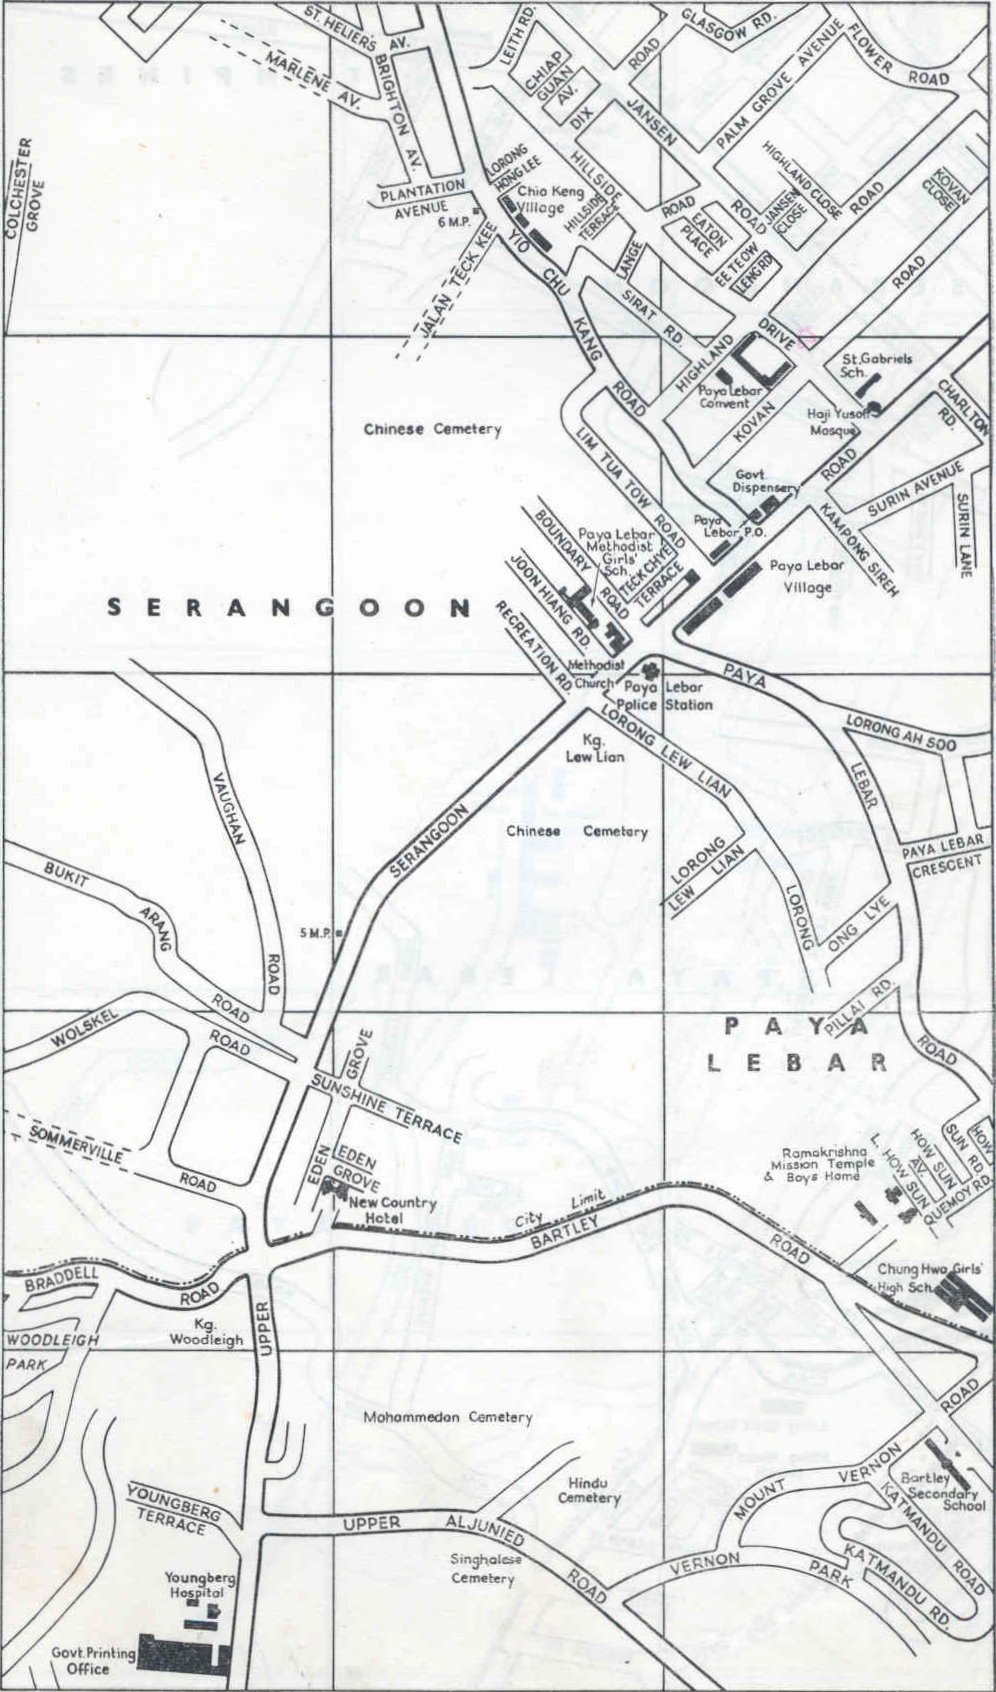 ST. HELIER'S AV.
MARLENE AV.
BRIGHTON AV.
COLCHESTER
GROVE
PLANTATION
AVENUE
6 M.P.
JALAN TECK KEE
LEITH RD.
CHIAP
GUAN
AV.
DIX
ROAD
GLASGOW RD.
JANSEN
ROAD
PALM GROVE AVENUE
FLOWER ROAD
LORONG
HONG LEE
Chia Keng
Village
HILLSIDE
HILLSIDE
TERRACE
ROAD
EATON
PLACE
LANGE
EE TEOW
LENG RD
HIGHLAND CLOSE
JANSEN
CLOSE
ROAD
KOVAN
CLOSE
ROAD
YIO CHU KANG ROAD
SIRAT RD.
HIGHLAND
DRIVE
Paya Lebar
Convent
KOVAN
St. Gabriels
Sch.
Haji Yusoff
Mosque
CHARLTON
RD.
Chinese Cemetery
LIM TUA TOW ROAD
Govt.
Dispensery
ROAD
SURIN AVENUE
SURIN LANE
KAMPONG SIREH
Paya
Lebar P.O.
Paya Lebar
Village
BOUNDARY
ROAD
Paya Lebar
Methodist
Girls'
Sch.
TECK CHYE
TERRACE
JOON HIANG RD.
RECREATION RD.
SERANGOON
Methodist
Church
Paya Lebar
Police Station
PAYA
LEBAR
LORONG AH SOO
Kg.
Lew Lian
LORONG LEW LIAN
VAUGHAN
ROAD
SERANGOON
Chinese Cemetery
LORONG
LEW LIAN
PAYA LEBAR
CRESCENT
BUKIT
ARANG
ROAD
5 M.P.
LORONG
ONG LYE
PILLAI RD.
WOLSKEL
ROAD
PAYA
LEBAR
ROAD
GROVE
SUNSHINE TERRACE
SOMMERVILLE
ROAD
EDEN
EDEN
GROVE
New Country
Hotel
Ramakrishna
Mission Temple
& Boys Home
L. HOW SUN
HOW SUN
AV.
SUN RD.
HOW
QUEMOY RD.
City Limit
BARTLEY
ROAD
BRADDELL
ROAD
Chung Hwa Girls'
High Sch.
Kg.
Woodleigh
UPPER
WOODLEIGH
PARK
ROAD
Mohammedan Cemetery
Hindu
Cemetery
MOUNT VERNON
Bartley
Secondary
School
YOUNGBERG
TERRACE
UPPER ALJUNIED
ROAD
Singhalese
Cemetery
VERNON PARK
KATMANDU ROAD
KATMANDU RD.
Youngberg
Hospital
Govt. Printing
Office